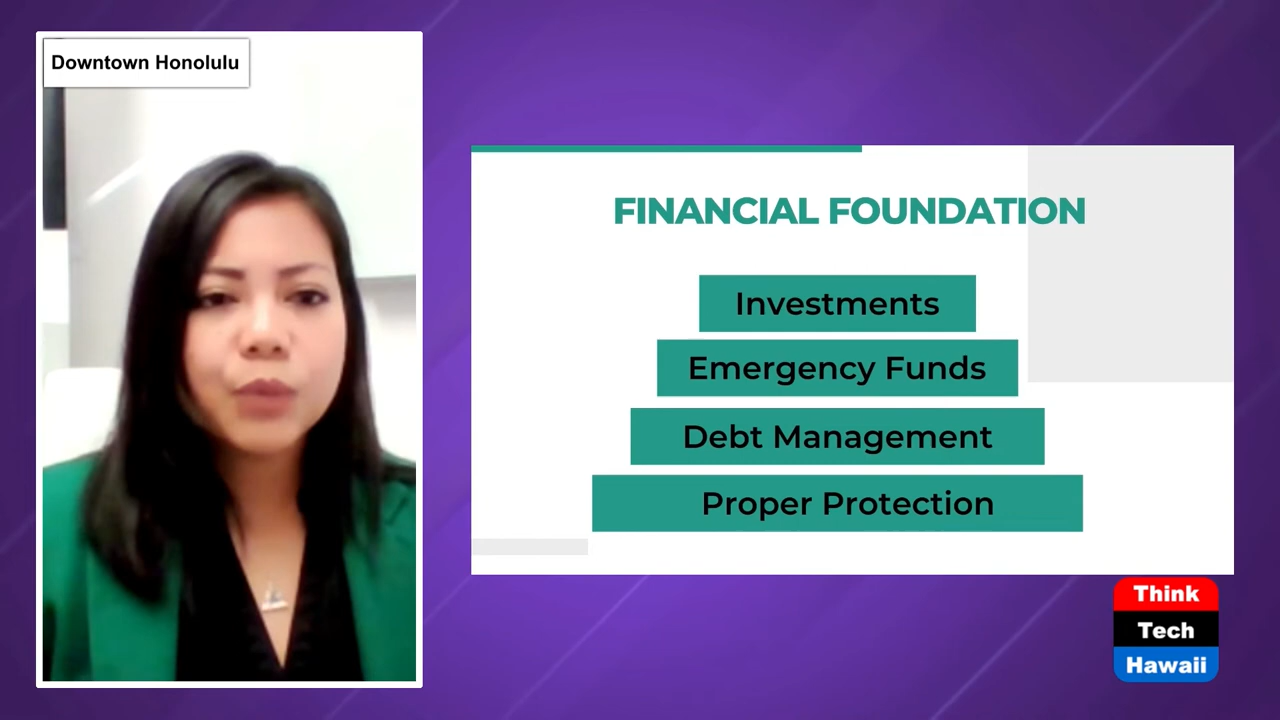 Downtown Honolulu
FINANCIAL FOUNDATION
Investments
Emergency Funds
Debt Management
Proper Protection
Think
Tech
Hawaii